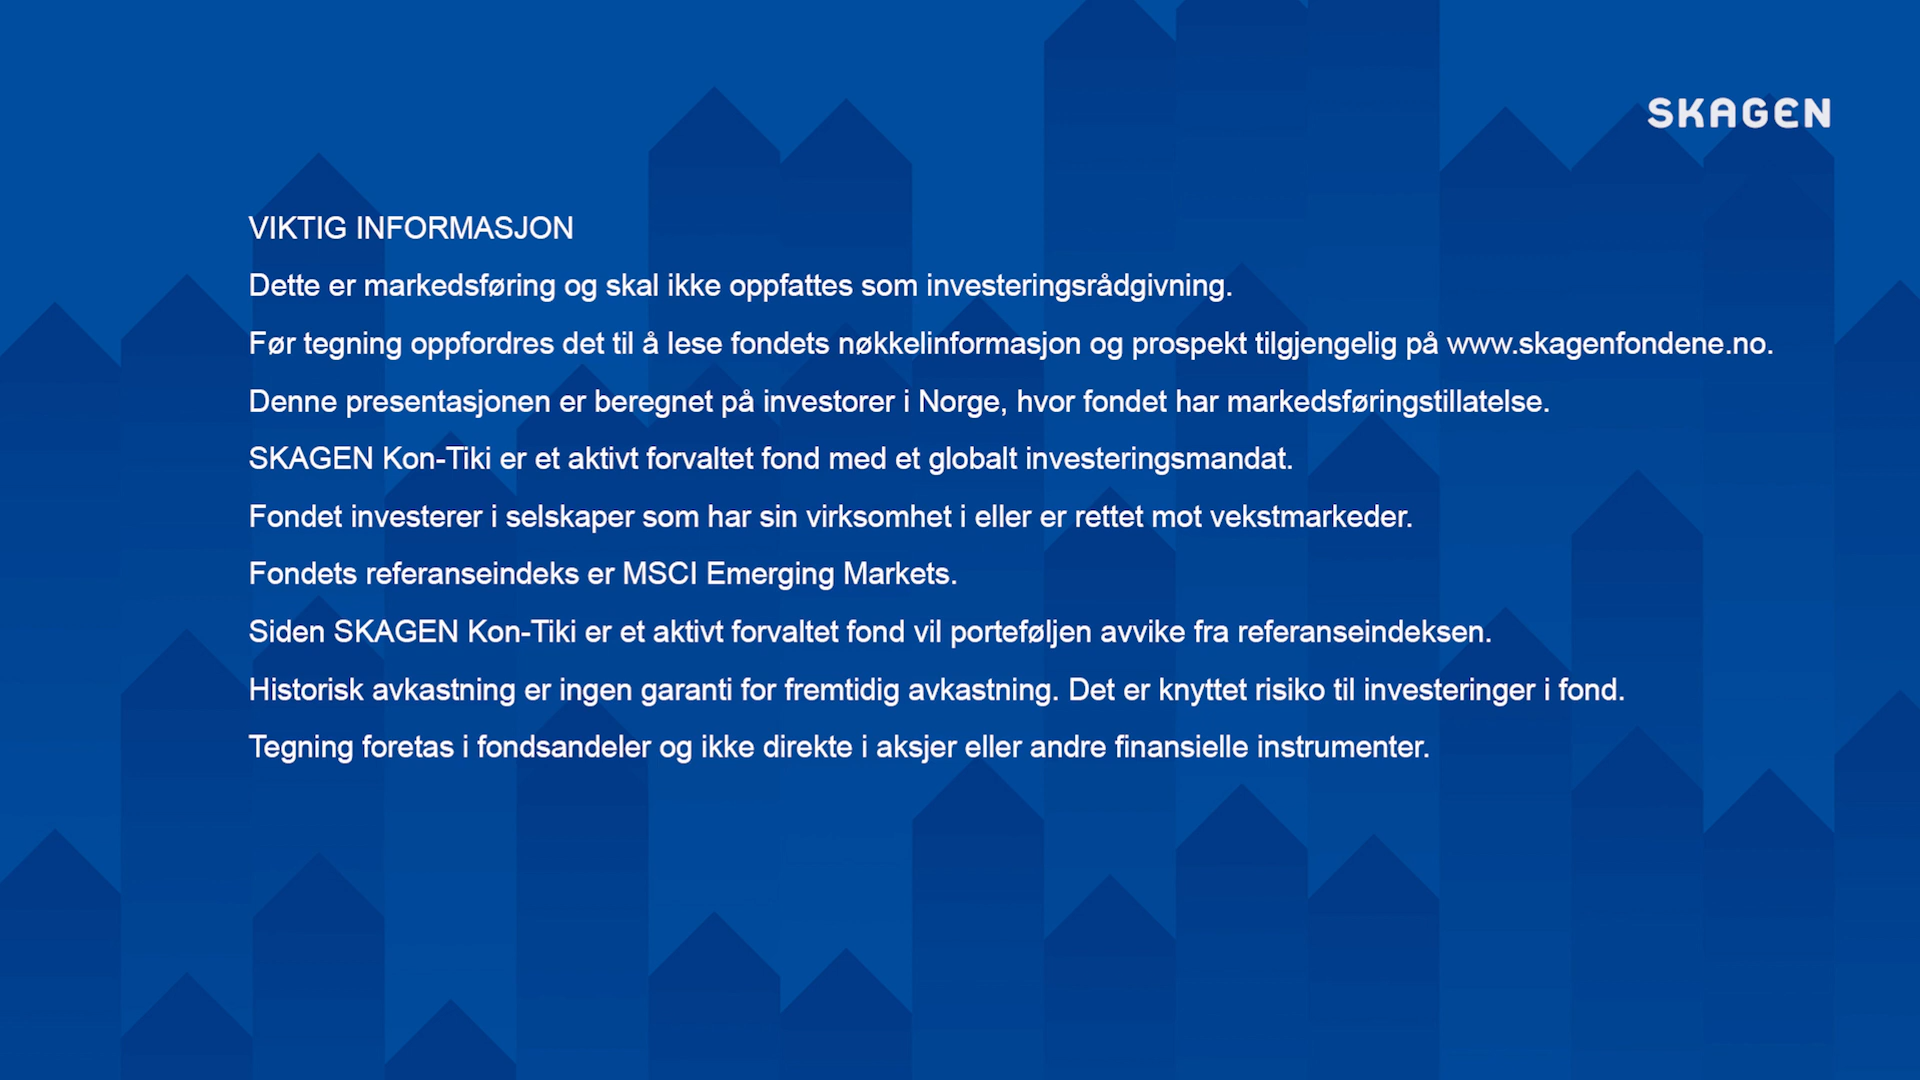 SKAGEN
VIKTIG INFORMASJON
Dette er markedsføring og skal ikke oppfattes som investeringsrådgivning.
Før tegning oppfordres det til å lese fondets nøkkelinformasjon og prospekt tilgjengelig på www.skagenfondene.no.
Denne presentasjonen er beregnet på investorer i Norge, hvor fondet har markedsføringstillatelse.
SKAGEN Kon-Tiki er et aktivt forvaltet fond med et globalt investeringsmandat.
Fondet investerer i selskaper som har sin virksomhet i eller er rettet mot vekstmarkeder.
Fondets referanseindeks er MSCI Emerging Markets.
Siden SKAGEN Kon-Tiki er et aktivt forvaltet fond vil porteføljen avvike fra referanseindeksen.
Historisk avkastning er ingen garanti for fremtidig avkastning. Det er knyttet risiko til investeringer i fond.
Tegning foretas i fondsandeler og ikke direkte i aksjer eller andre finansielle instrumenter.